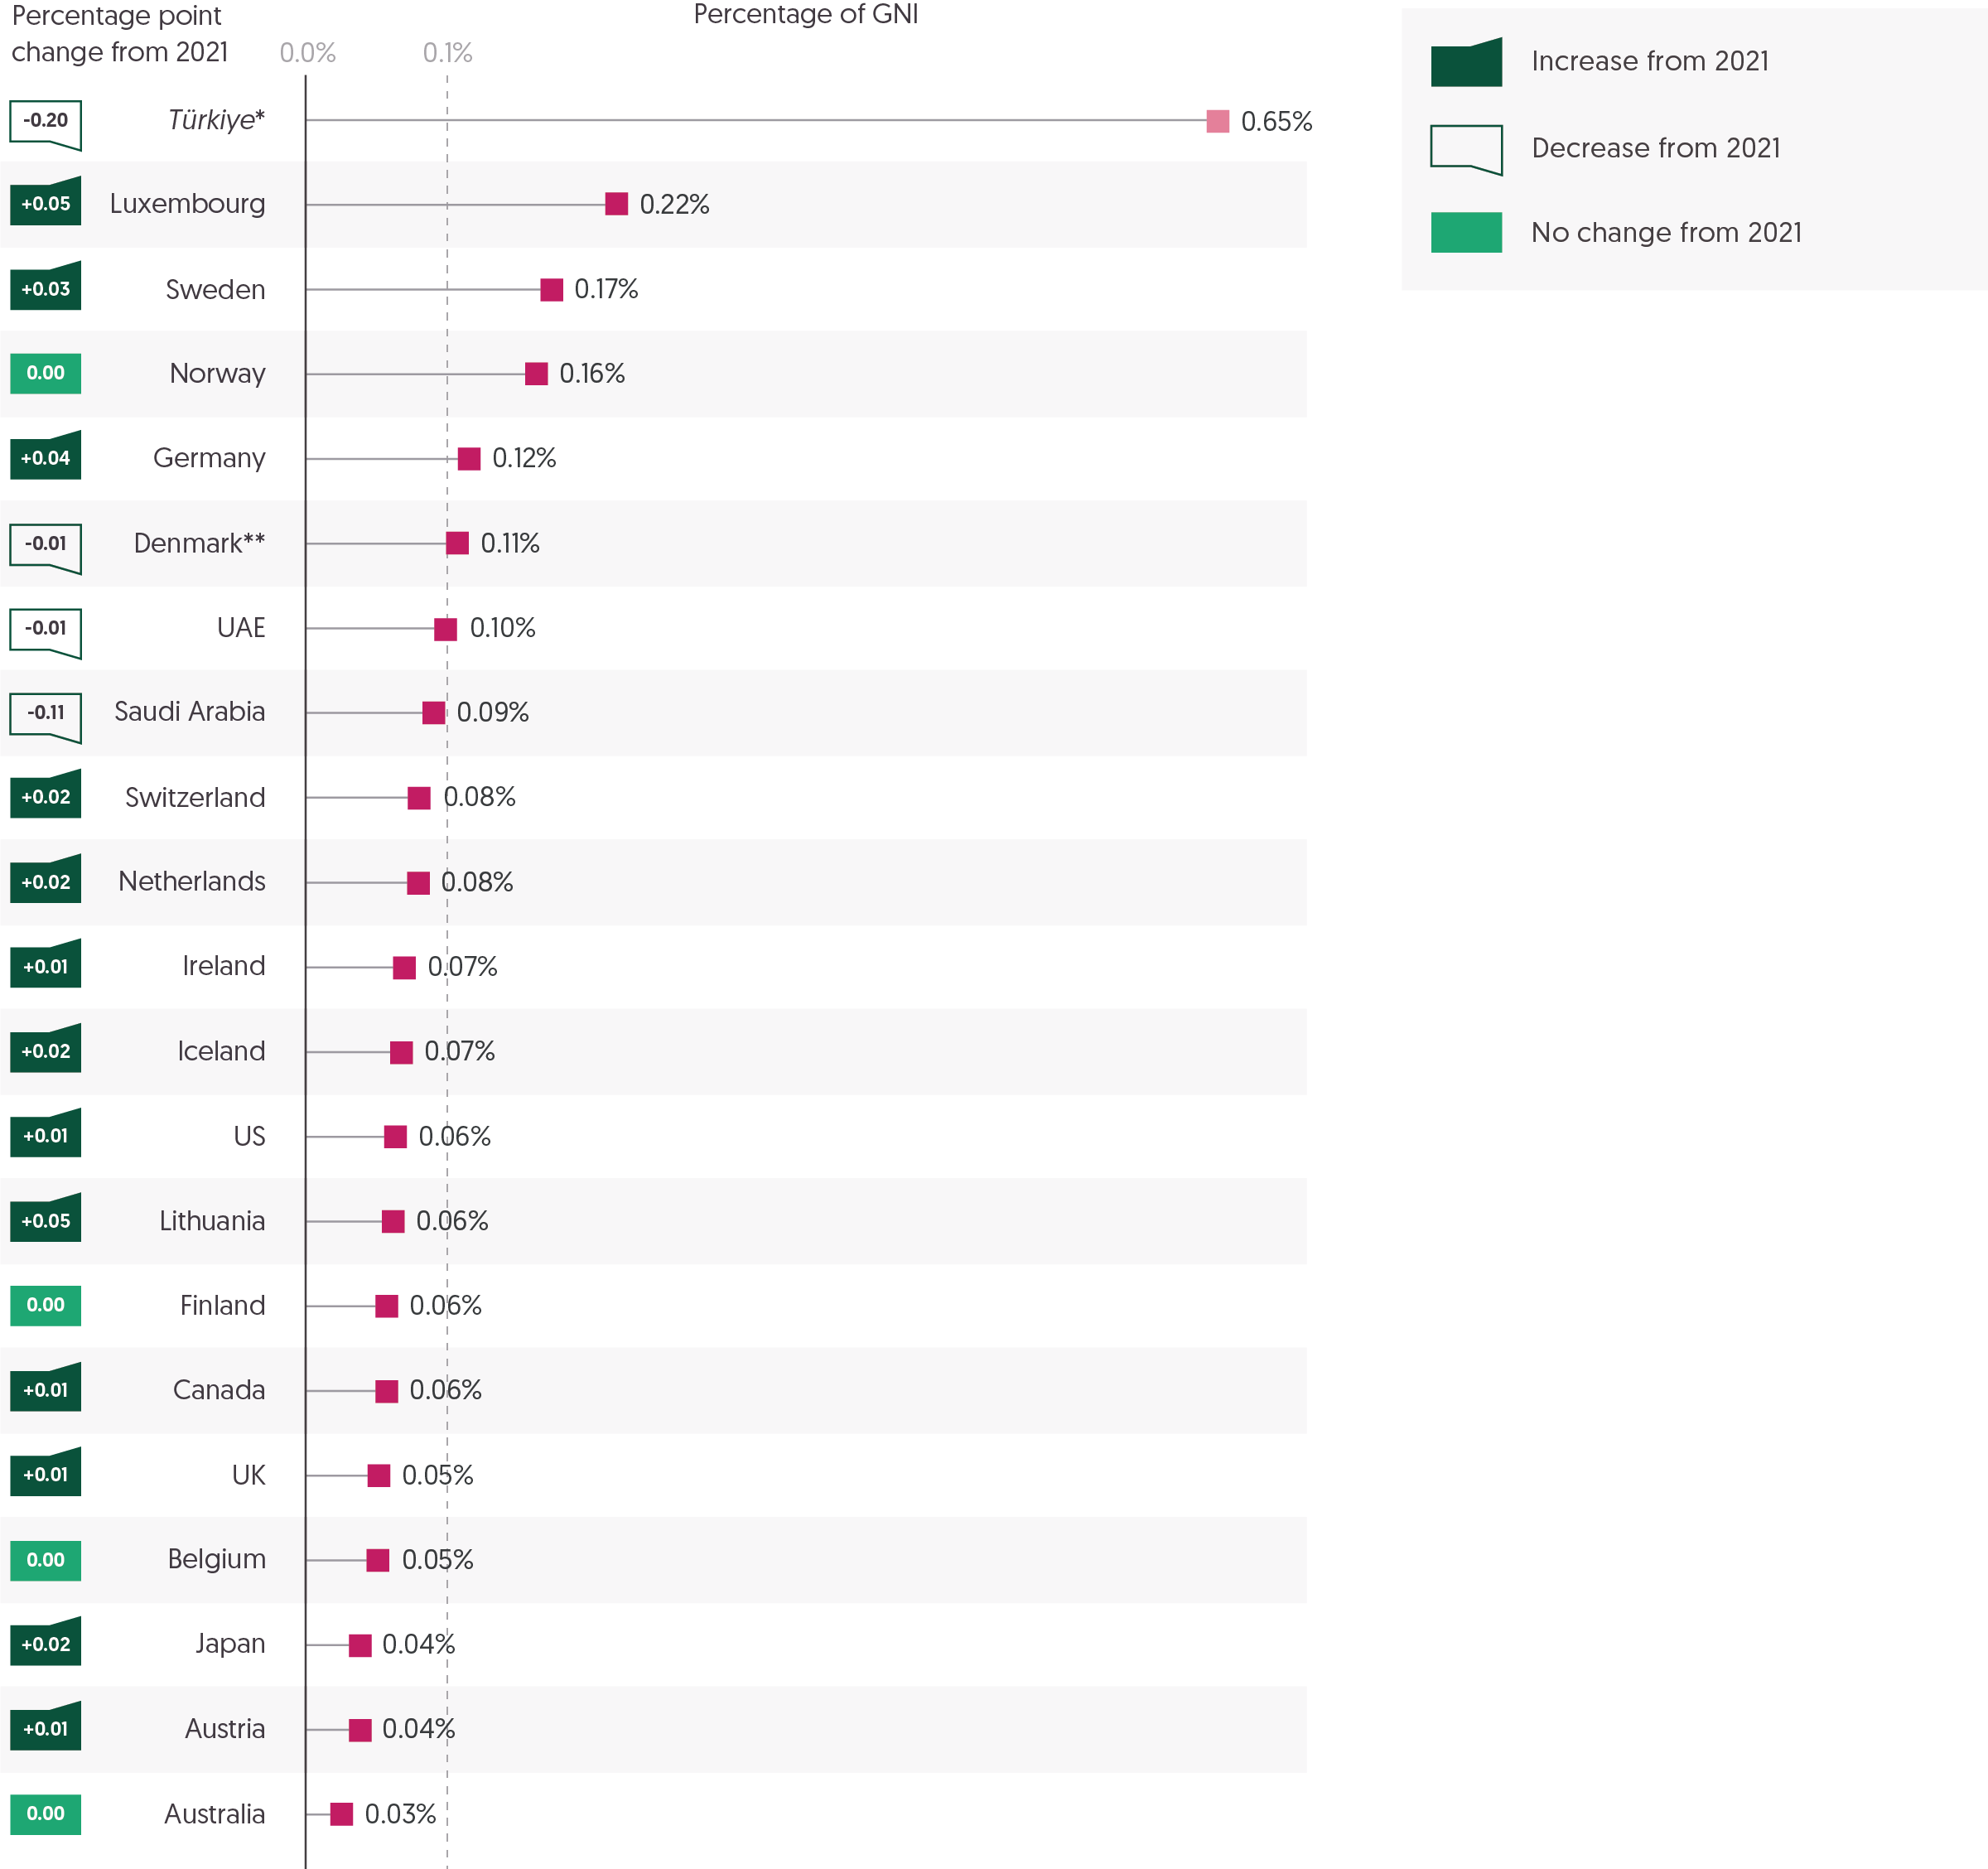 Percentage point
change from 2021
Percentage of GNI
0.0% 0.1%
Increase from 2021
Decrease from 2021
No change from 2021
-0.20 Türkiye* 0.65%
+0.05 Luxembourg 0.22%
+0.03 Sweden 0.17%
0.00 Norway 0.16%
+0.04 Germany 0.12%
-0.01 Denmark** 0.11%
-0.01 UAE 0.10%
-0.11 Saudi Arabia 0.09%
+0.02 Switzerland 0.08%
+0.02 Netherlands 0.08%
+0.01 Ireland 0.07%
+0.02 Iceland 0.07%
+0.01 US 0.06%
+0.05 Lithuania 0.06%
0.00 Finland 0.06%
+0.01 Canada 0.06%
+0.01 UK 0.05%
0.00 Belgium 0.05%
+0.02 Japan 0.04%
+0.01 Austria 0.04%
0.00 Australia 0.03%